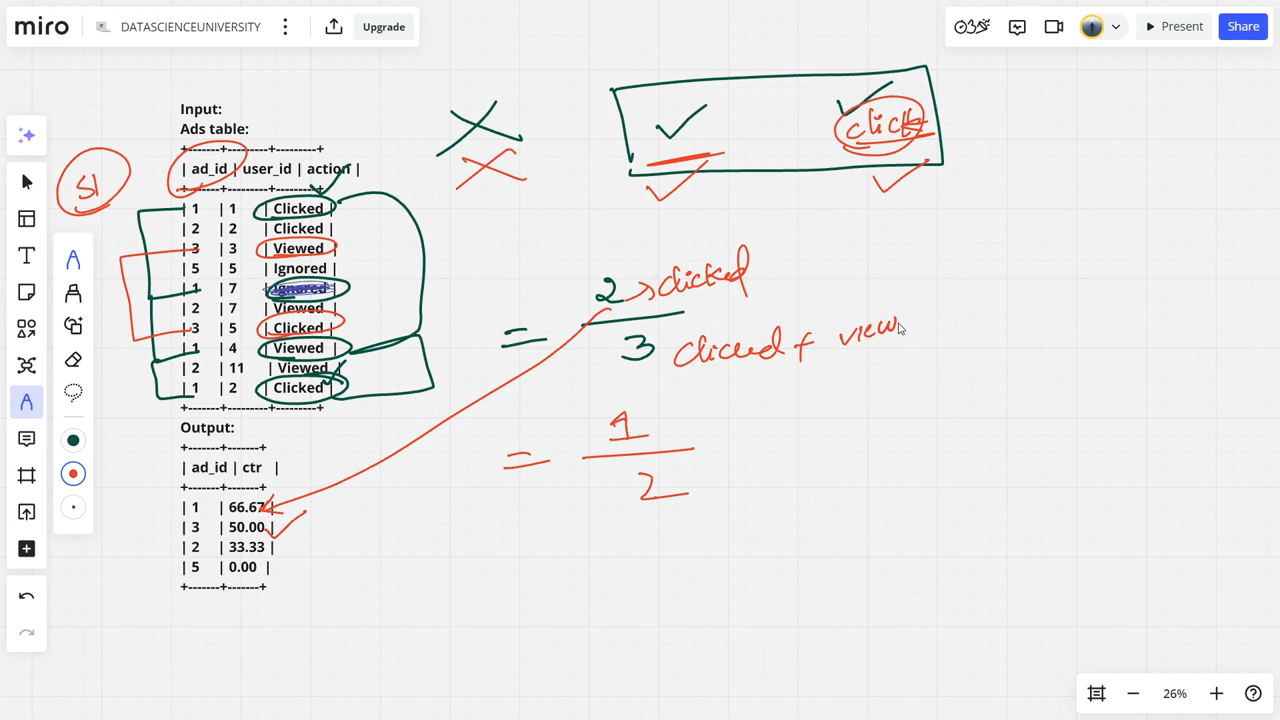 miro DATASCIENCEUNIVERSITY Upgrade
Present Share
Input:
Ads table:
+-------+-------+---------+
| ad_id | user_id | action |
+-------+-------+---------+
| 1 | 1 | Clicked |
| 2 | 2 | Clicked |
| 3 | 3 | Viewed |
| 5 | 5 | Ignored |
| 1 | 7 | Ignored |
| 2 | 7 | Viewed |
| 3 | 5 | Clicked |
| 1 | 4 | Viewed |
| 2 | 11 | Viewed |
| 1 | 2 | Clicked |
+-------+-------+---------+
Output:
+-------+-------+
| ad_id | ctr |
+-------+-------+
| 1 | 66.67 |
| 3 | 50.00 |
| 2 | 33.33 |
| 5 | 0.00 |
+-------+-------+
S1
= 2 → clicked
3 clicked + view
= 1
2
26%